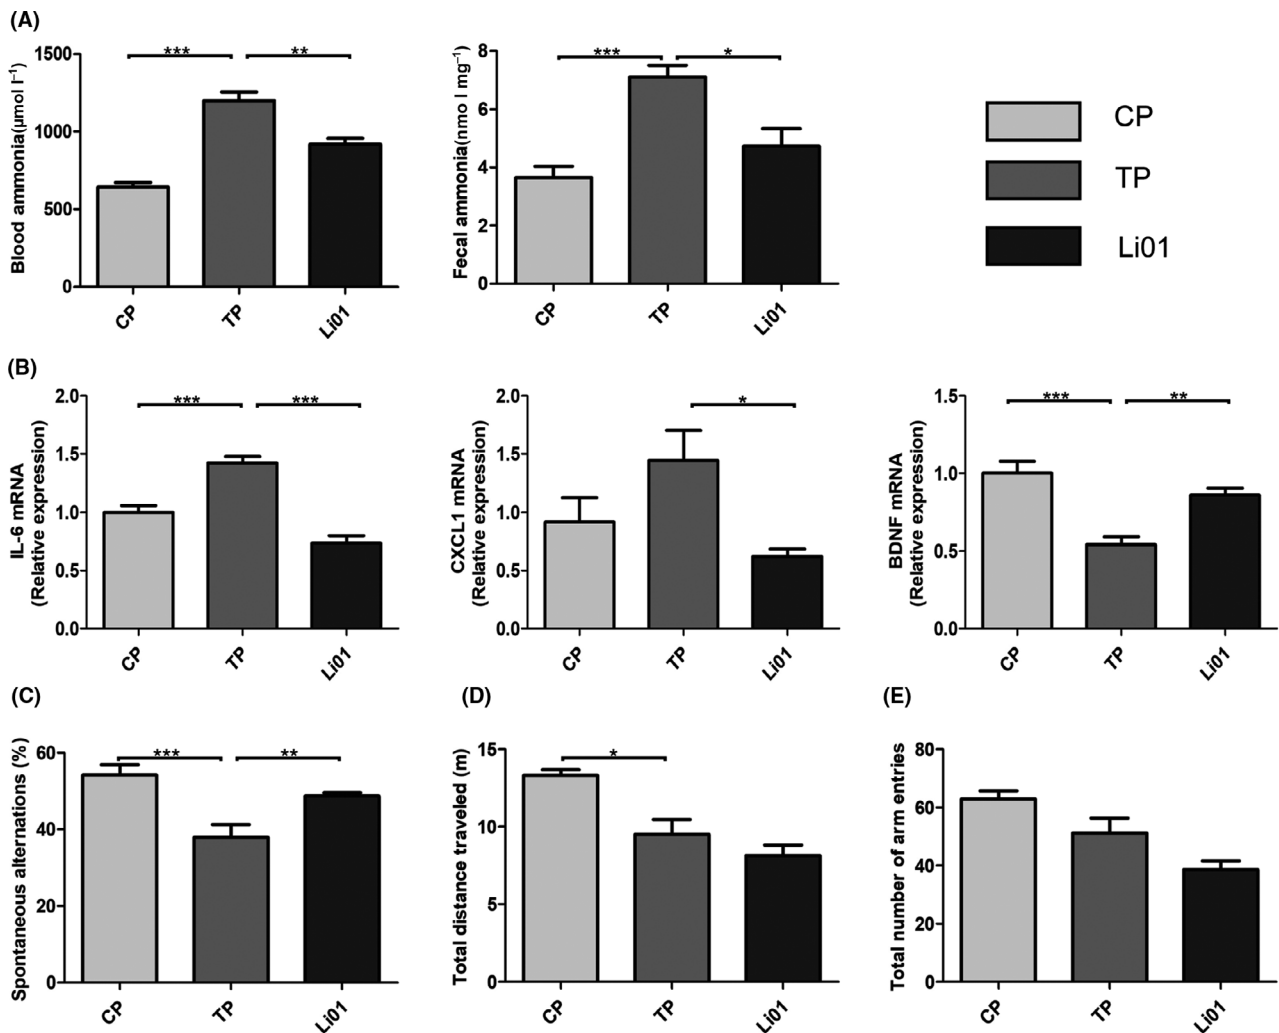 (A)
Blood ammonia(μmol l⁻¹)
1500
1000
500
0
***
**
CP
TP
Li01
Fecal ammonia(nmo l mg⁻¹)
8
6
4
2
0
***
*
CP
TP
Li01
CP
TP
Li01
(B)
IL-6 mRNA
(Relative expression)
2.0
1.5
1.0
0.5
0.0
***
***
CP
TP
Li01
CXCL1 mRNA
(Relative expression)
2.0
1.5
1.0
0.5
0.0
*
CP
TP
Li01
BDNF mRNA
(Relative expression)
1.5
1.0
0.5
0.0
***
**
CP
TP
Li01
(C)
Spontaneous alternations (%)
60
40
20
0
***
**
CP
TP
Li01
(D)
Total distance traveled (m)
15
10
5
0
*
CP
TP
Li01
(E)
Total number of arm entries
80
60
40
20
0
CP
TP
Li01